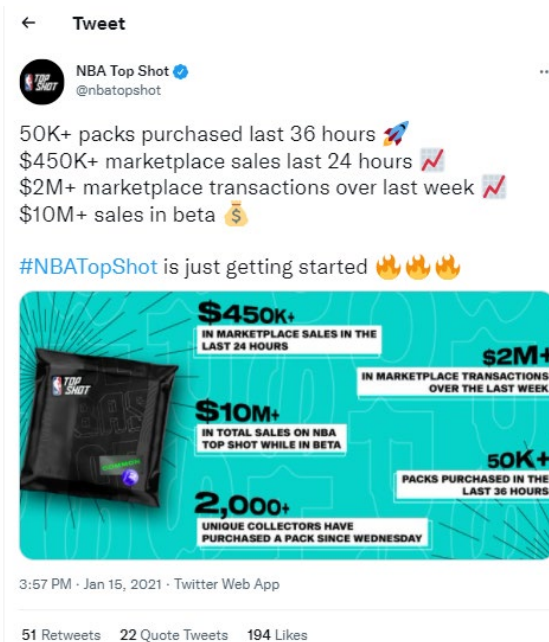 ← Tweet
NBA Top Shot
@nbatopshot
50K+ packs purchased last 36 hours 🚀
$450K+ marketplace sales last 24 hours 📈
$2M+ marketplace transactions over last week 📈
$10M+ sales in beta 💰
#NBATopShot is just getting started 🔥🔥🔥
$450K+
IN MARKETPLACE SALES IN THE
LAST 24 HOURS
$2M+
IN MARKETPLACE TRANSACTIONS
OVER THE LAST WEEK
TOP
SHOT
COMMON
$10M+
IN TOTAL SALES ON NBA
TOP SHOT WHILE IN BETA
50K+
PACKS PURCHASED IN THE
LAST 36 HOURS
2,000+
UNIQUE COLLECTORS HAVE
PURCHASED A PACK SINCE WEDNESDAY
3:57 PM · Jan 15, 2021 · Twitter Web App
51 Retweets 22 Quote Tweets 194 Likes